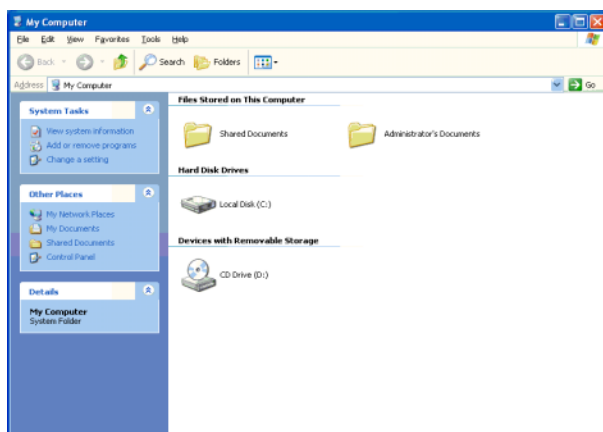 My Computer
File Edit View Favorites Tools Help
Back Search Folders
Address My Computer Go
System Tasks
View system information
Add or remove programs
Change a setting
Other Places
My Network Places
My Documents
Shared Documents
Control Panel
Details
My Computer
System Folder
Files Stored on This Computer
Shared Documents Administrator's Documents
Hard Disk Drives
Local Disk (C:)
Devices with Removable Storage
CD Drive (D:)